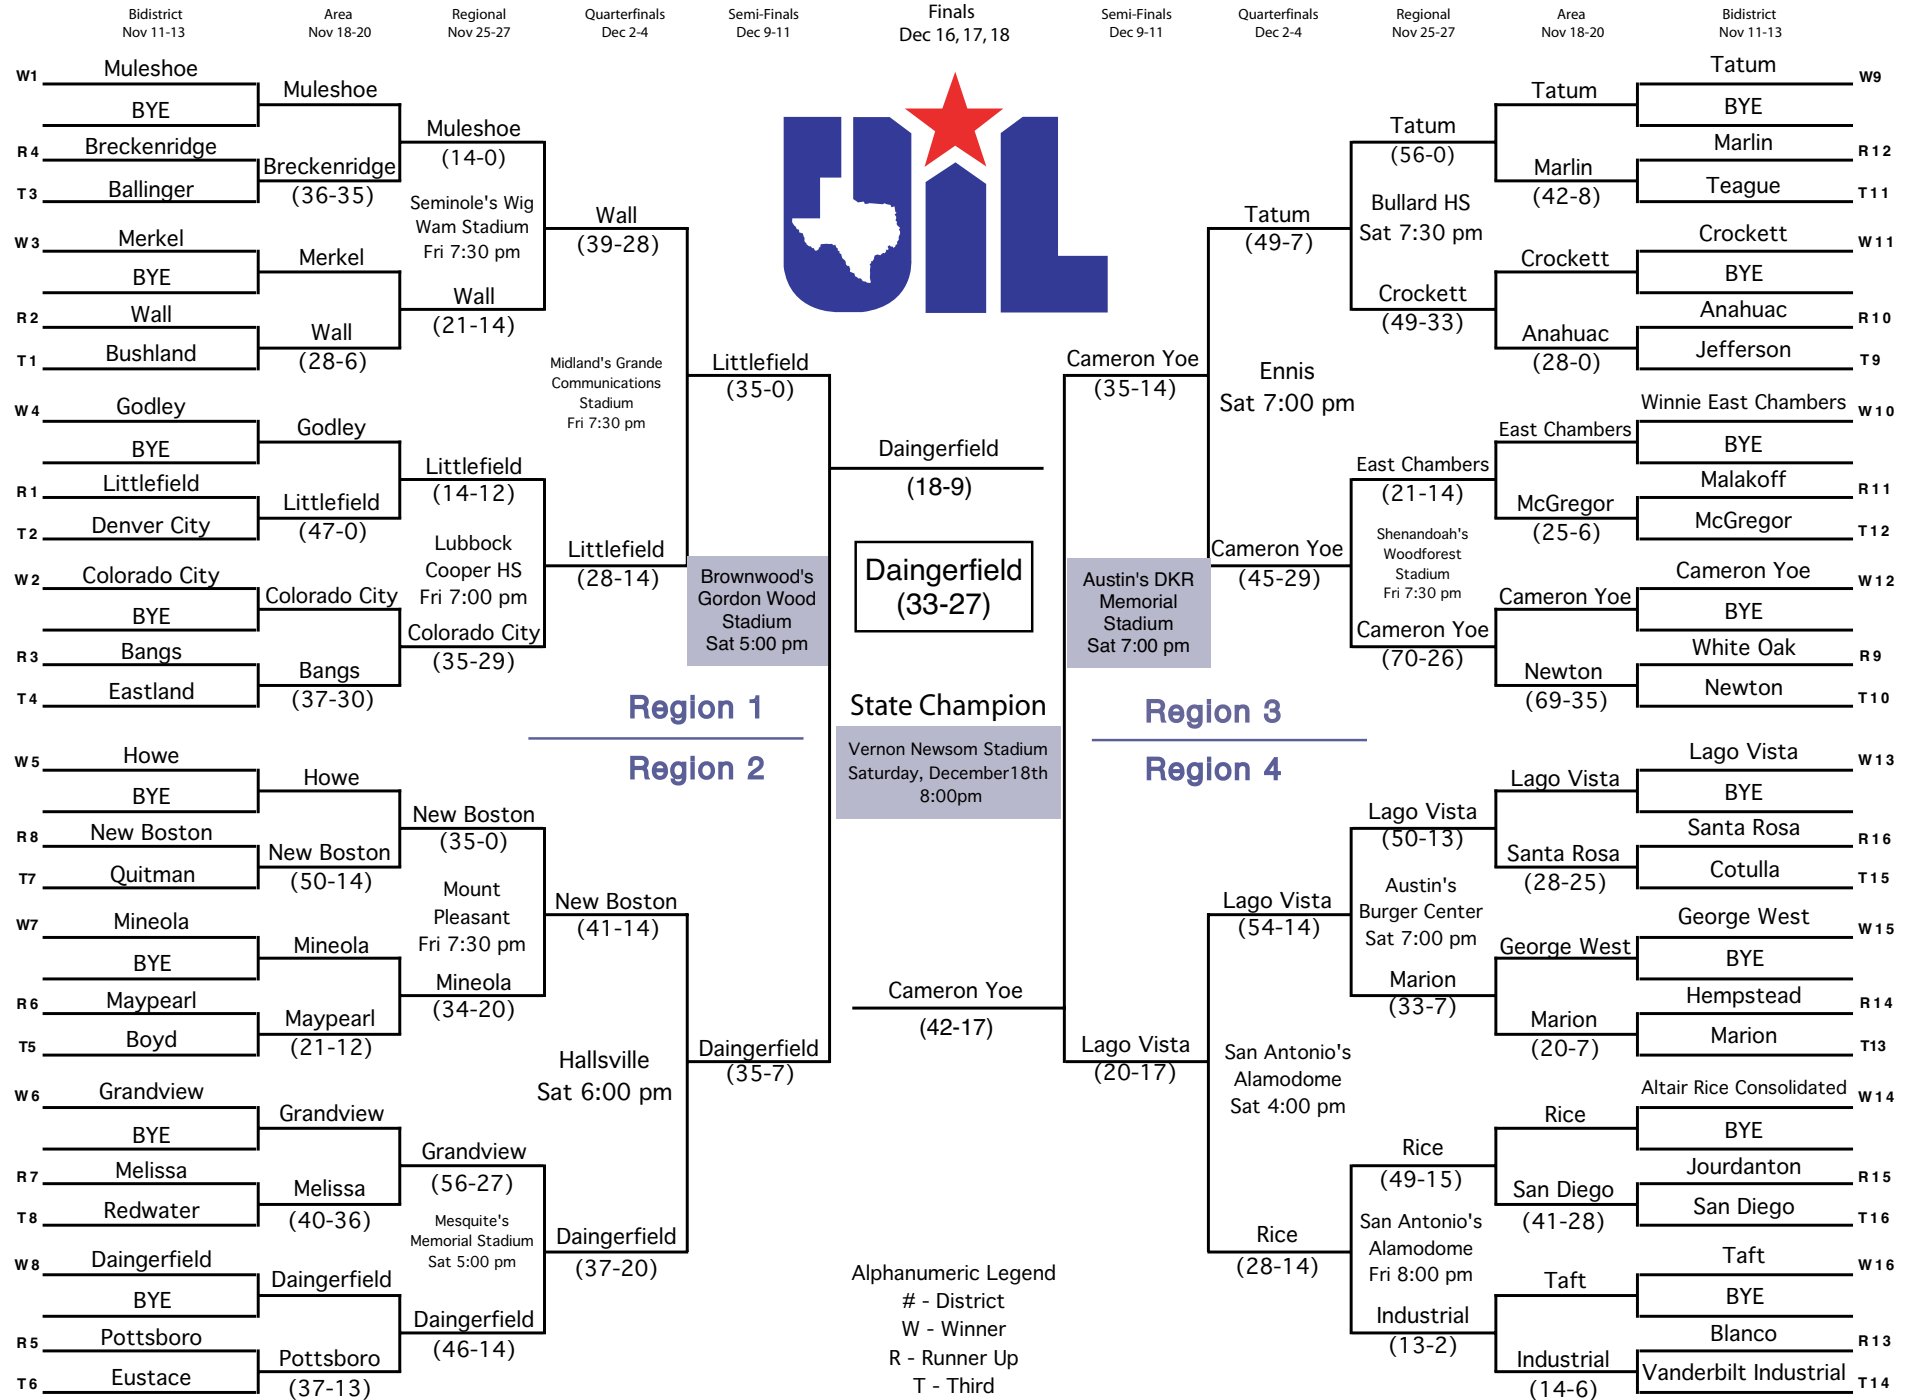 Bidistrict
Nov 11-13
Area
Nov 18-20
Regional
Nov 25-27
Quarterfinals
Dec 2-4
Semi-Finals
Dec 9-11
Finals
Dec 16, 17, 18
Semi-Finals
Dec 9-11
Quarterfinals
Dec 2-4
Regional
Nov 25-27
Area
Nov 18-20
Bidistrict
Nov 11-13
W1 Muleshoe
BYE
R4 Breckenridge
T3 Ballinger
W3 Merkel
BYE
R2 Wall
T1 Bushland
W4 Godley
BYE
R1 Littlefield
T2 Denver City
W2 Colorado City
BYE
R3 Bangs
T4 Eastland
W5 Howe
BYE
R8 New Boston
T7 Quitman
W7 Mineola
BYE
R6 Maypearl
T5 Boyd
W6 Grandview
BYE
R7 Melissa
T8 Redwater
W8 Daingerfield
BYE
R5 Pottsboro
T6 Eustace
Muleshoe
Breckenridge
(36-35)
Merkel
Wall
(28-6)
Godley
Littlefield
(47-0)
Colorado City
Bangs
(37-30)
Howe
New Boston
(50-14)
Mineola
Maypearl
(21-12)
Grandview
Melissa
(40-36)
Daingerfield
Pottsboro
(37-13)
Muleshoe
(14-0)
Seminole's Wig
Wam Stadium
Fri 7:30 pm
Wall
(21-14)
Littlefield
(14-12)
Lubbock
Cooper HS
Fri 7:00 pm
Colorado City
(35-29)
New Boston
(35-0)
Mount
Pleasant
Fri 7:30 pm
Mineola
(34-20)
Grandview
(56-27)
Mesquite's
Memorial Stadium
Sat 5:00 pm
Daingerfield
(46-14)
Wall
(39-28)
Midland's Grande
Communications
Stadium
Fri 7:30 pm
Littlefield
(28-14)
Region 1
Region 2
New Boston
(41-14)
Hallsville
Sat 6:00 pm
Daingerfield
(37-20)
Littlefield
(35-0)
Brownwood's
Gordon Wood
Stadium
Sat 5:00 pm
Daingerfield
(35-7)
UIL
Daingerfield
(18-9)
Daingerfield
(33-27)
State Champion
Vernon Newsom Stadium
Saturday, December18th
8:00pm
Cameron Yoe
(42-17)
Alphanumeric Legend
# - District
W - Winner
R - Runner Up
T - Third
Cameron Yoe
(35-14)
Austin's DKR
Memorial
Stadium
Sat 7:00 pm
Lago Vista
(20-17)
Tatum
(49-7)
Ennis
Sat 7:00 pm
Cameron Yoe
(45-29)
Region 3
Region 4
Lago Vista
(54-14)
San Antonio's
Alamodome
Sat 4:00 pm
Rice
(28-14)
Tatum
(56-0)
Bullard HS
Sat 7:30 pm
Crockett
(49-33)
East Chambers
(21-14)
Shenandoah's
Woodforest
Stadium
Fri 7:30 pm
Cameron Yoe
(70-26)
Lago Vista
(50-13)
Austin's
Burger Center
Sat 7:00 pm
Marion
(33-7)
Rice
(49-15)
San Antonio's
Alamodome
Fri 8:00 pm
Industrial
(13-2)
Tatum
Marlin
(42-8)
Crockett
Anahuac
(28-0)
East Chambers
McGregor
(25-6)
Cameron Yoe
Newton
(69-35)
Lago Vista
Santa Rosa
(28-25)
George West
Marion
(20-7)
Rice
San Diego
(41-28)
Taft
Industrial
(14-6)
Tatum W9
BYE
Marlin R12
Teague T11
Crockett W11
BYE
Anahuac R10
Jefferson T9
Winnie East Chambers W10
BYE
Malakoff R11
McGregor T12
Cameron Yoe W12
BYE
White Oak R9
Newton T10
Lago Vista W13
BYE
Santa Rosa R16
Cotulla T15
George West W15
BYE
Hempstead R14
Marion T13
Altair Rice Consolidated W14
BYE
Jourdanton R15
San Diego T16
Taft W16
BYE
Blanco R13
Vanderbilt Industrial T14